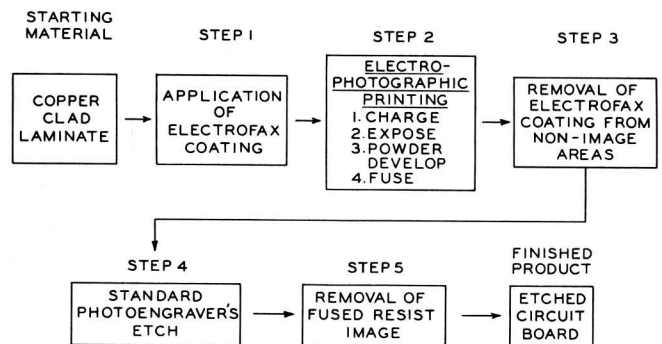 STARTING
MATERIAL
STEP 1
STEP 2
STEP 3
COPPER
CLAD
LAMINATE
APPLICATION
OF
ELECTROFAX
COATING
ELECTRO-
PHOTOGRAPHIC
PRINTING
1. CHARGE
2. EXPOSE
3. POWDER
DEVELOP
4. FUSE
REMOVAL OF
ELECTROFAX
COATING FROM
NON-IMAGE
AREAS
STEP 4
STEP 5
FINISHED
PRODUCT
STANDARD
PHOTOENGRAVER'S
ETCH
REMOVAL OF
FUSED RESIST
IMAGE
ETCHED
CIRCUIT
BOARD